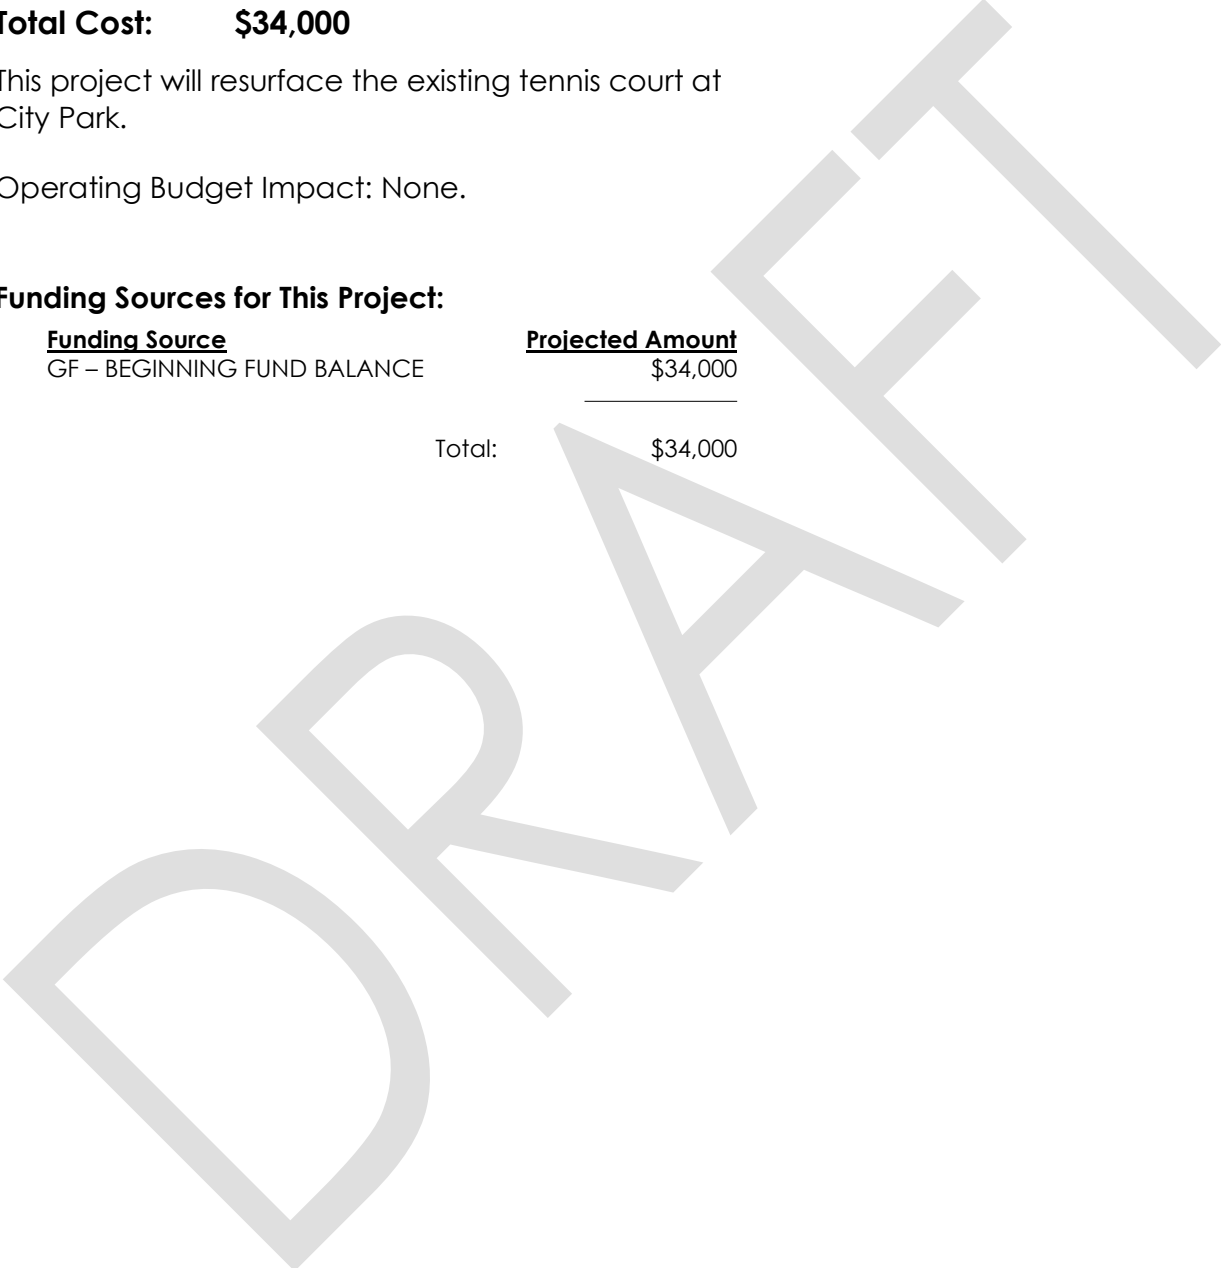 Total Cost: $34,000
This project will resurface the existing tennis court at
City Park.
Operating Budget Impact: None.
Funding Sources for This Project:
Funding Source Projected Amount
GF – BEGINNING FUND BALANCE $34,000
Total: $34,000
DRAFT